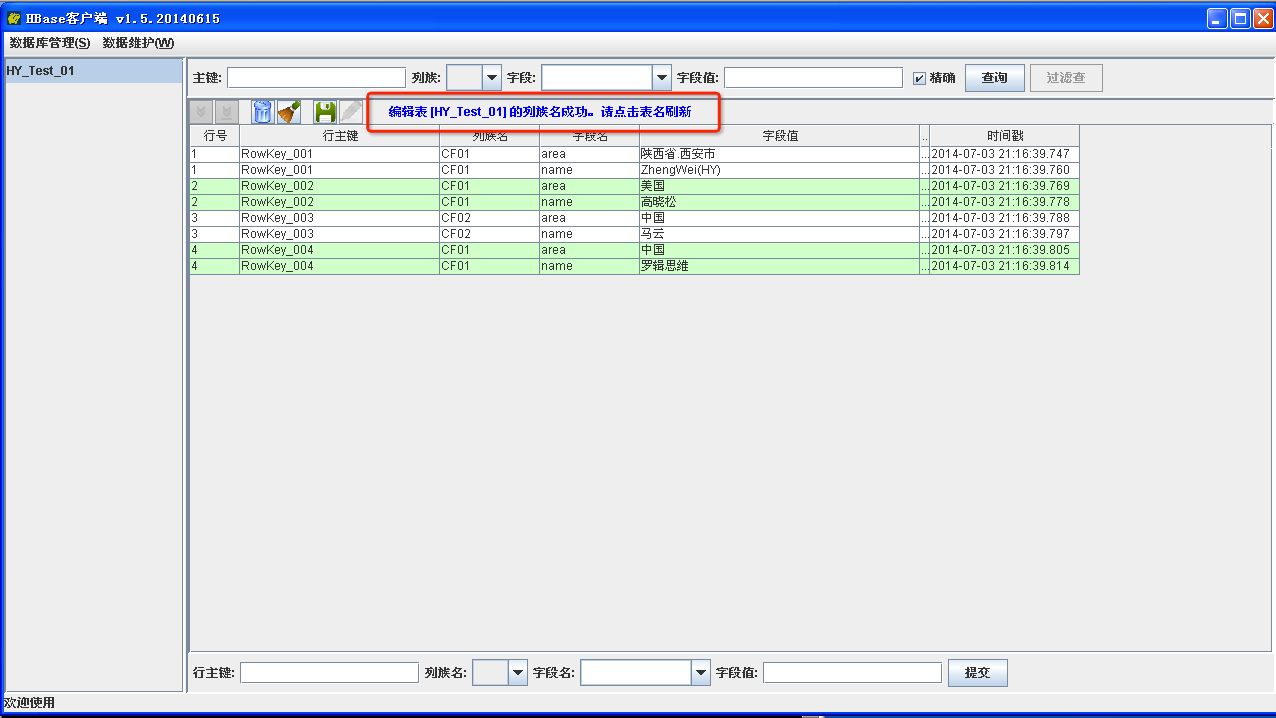 HBase客户端 v1.5.20140615
数据库管理(S) 数据维护(W)
HY_Test_01
主键: 列族: 字段: 字段值: 精确 查询 过滤查
编辑表 [HY_Test_01] 的列族名成功。请点击表名刷新
行号 行主键 列族名 字段名 字段值 .. 时间戳
1 RowKey_001 CF01 area 陕西省.西安市 ... 2014-07-03 21:16:39.747
1 RowKey_001 CF01 name ZhengWei(HY) ... 2014-07-03 21:16:39.760
2 RowKey_002 CF01 area 美国 ... 2014-07-03 21:16:39.769
2 RowKey_002 CF01 name 高晓松 ... 2014-07-03 21:16:39.778
3 RowKey_003 CF02 area 中国 ... 2014-07-03 21:16:39.788
3 RowKey_003 CF02 name 马云 ... 2014-07-03 21:16:39.797
4 RowKey_004 CF01 area 中国 ... 2014-07-03 21:16:39.805
4 RowKey_004 CF01 name 罗辑思维 ... 2014-07-03 21:16:39.814
行主键: 列族名: 字段名: 字段值: 提交
欢迎使用